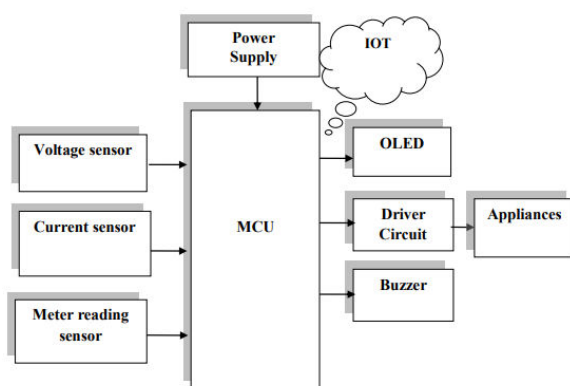 Power
Supply
IOT
Voltage sensor
OLED
Current sensor
MCU
Driver
Circuit
Appliances
Meter reading
sensor
Buzzer